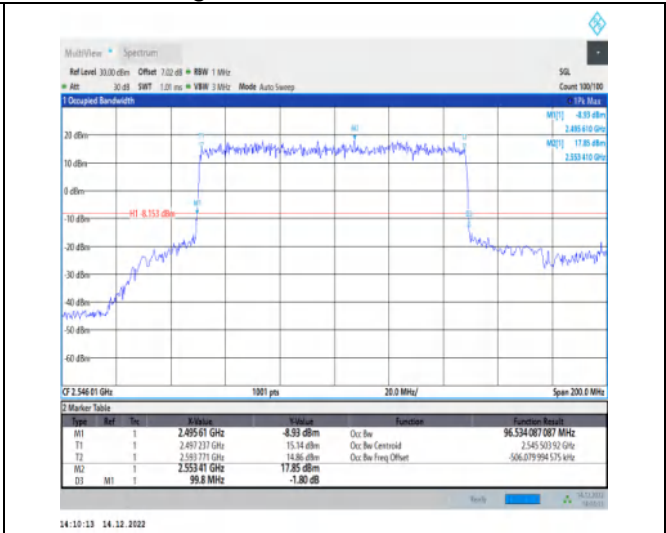 MultiView Spectrum
Ref Level 30.00 dBm Offset 7.02 dB RBW 1 MHz SGL
Att 30 dB SWT 1.01 ms VBW 3 MHz Mode Auto Sweep Count 100/100
1 Occupied Bandwidth 1Pk Max
M1[1] -8.93 dBm
2.495 610 GHz
M2[1] 17.85 dBm
2.553 410 GHz
20 dBm
10 dBm
0 dBm
M1
-10 dBm
H1 -8.153 dBm
-20 dBm
-30 dBm
-40 dBm
-50 dBm
-60 dBm
CF 2.546 01 GHz 1001 pts 20.0 MHz/ Span 200.0 MHz
2 Marker Table
Type Ref Trc X-Value Y-Value Function Function Result
M1 1 2.495 61 GHz -8.93 dBm Occ Bw 96.534 087 087 MHz
T1 1 2.497 237 GHz 15.14 dBm Occ Bw Centroid 2.545 503 92 GHz
T2 1 2.593 771 GHz 14.86 dBm Occ Bw Freq Offset -506.079 994 575 kHz
M2 1 2.553 41 GHz 17.85 dBm
D3 M1 1 99.8 MHz -1.80 dB
Ready
14:10:13 14.12.2022